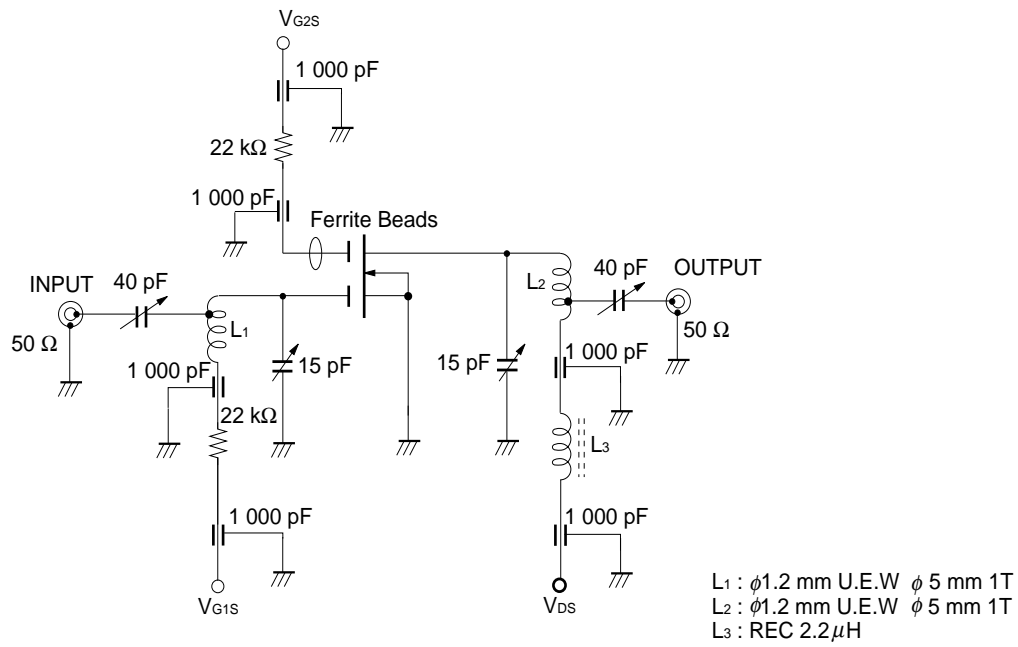 VG2S
1 000 pF
22 kΩ
1 000 pF
Ferrite Beads
INPUT
40 pF
50 Ω
L1
15 pF
1 000 pF
22 kΩ
1 000 pF
VG1S
L2
40 pF
OUTPUT
50 Ω
15 pF
1 000 pF
L3
1 000 pF
VDS
L1 : ϕ1.2 mm U.E.W ϕ 5 mm 1T
L2 : ϕ1.2 mm U.E.W ϕ 5 mm 1T
L3 : REC 2.2 μH